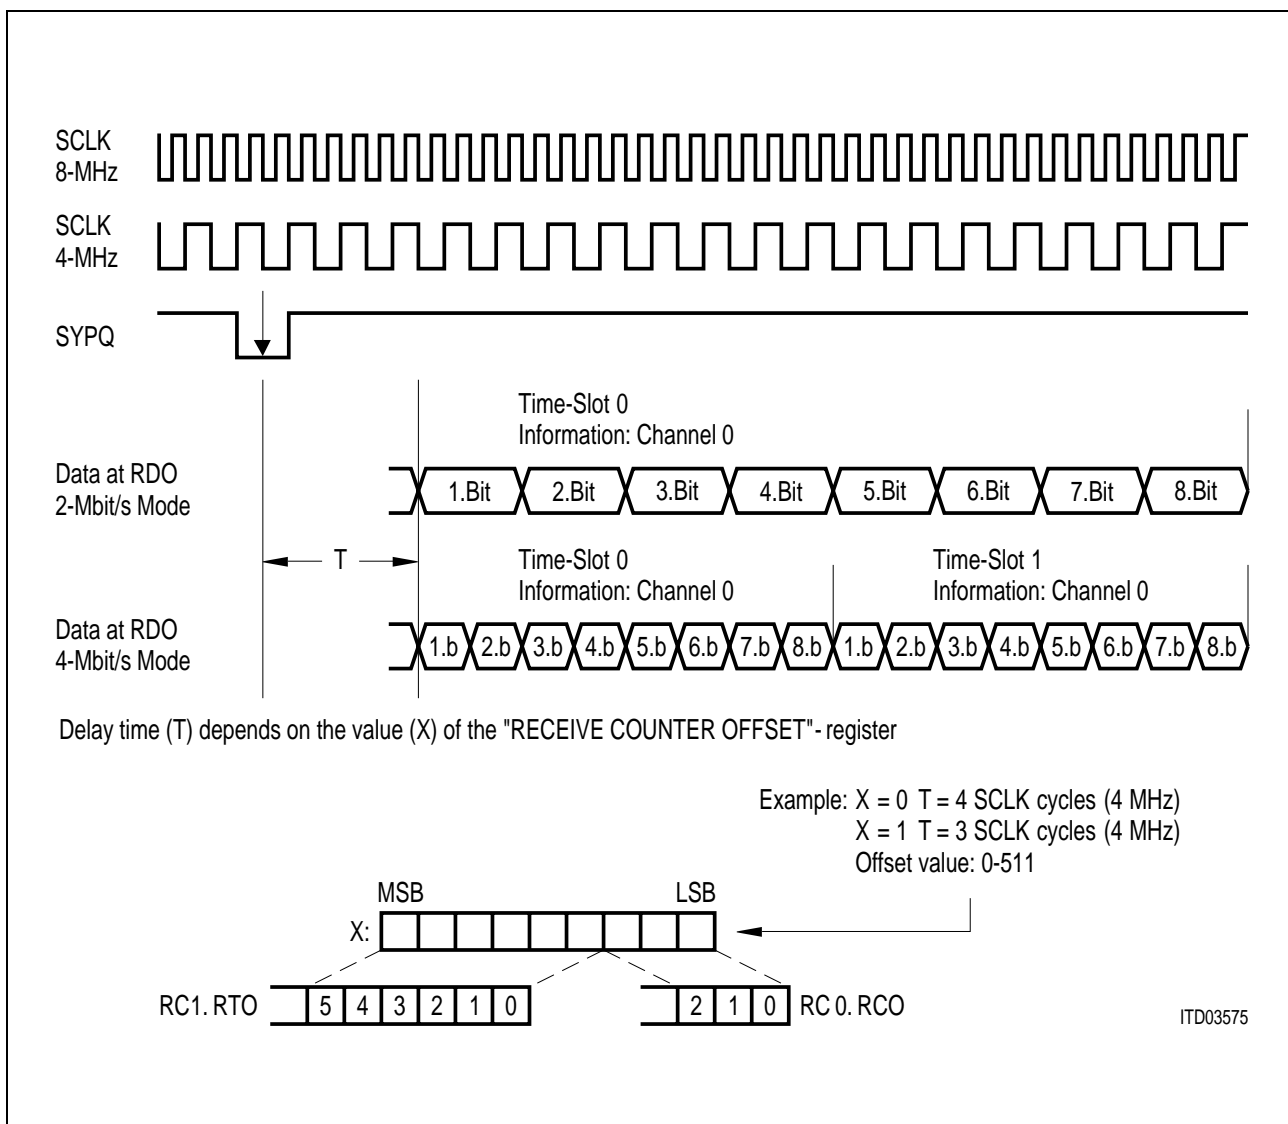 SCLK
8-MHz
SCLK
4-MHz
SYPQ
Time-Slot 0
Information: Channel 0
Data at RDO
2-Mbit/s Mode
1.Bit 2.Bit 3.Bit 4.Bit 5.Bit 6.Bit 7.Bit 8.Bit
T
Time-Slot 0
Information: Channel 0
Time-Slot 1
Information: Channel 0
Data at RDO
4-Mbit/s Mode
1.b 2.b 3.b 4.b 5.b 6.b 7.b 8.b 1.b 2.b 3.b 4.b 5.b 6.b 7.b 8.b
Delay time (T) depends on the value (X) of the "RECEIVE COUNTER OFFSET"- register
Example: X = 0 T = 4 SCLK cycles (4 MHz)
X = 1 T = 3 SCLK cycles (4 MHz)
Offset value: 0-511
MSB LSB
X:
RC1. RTO 5 4 3 2 1 0 2 1 0 RC 0. RCO
ITD03575